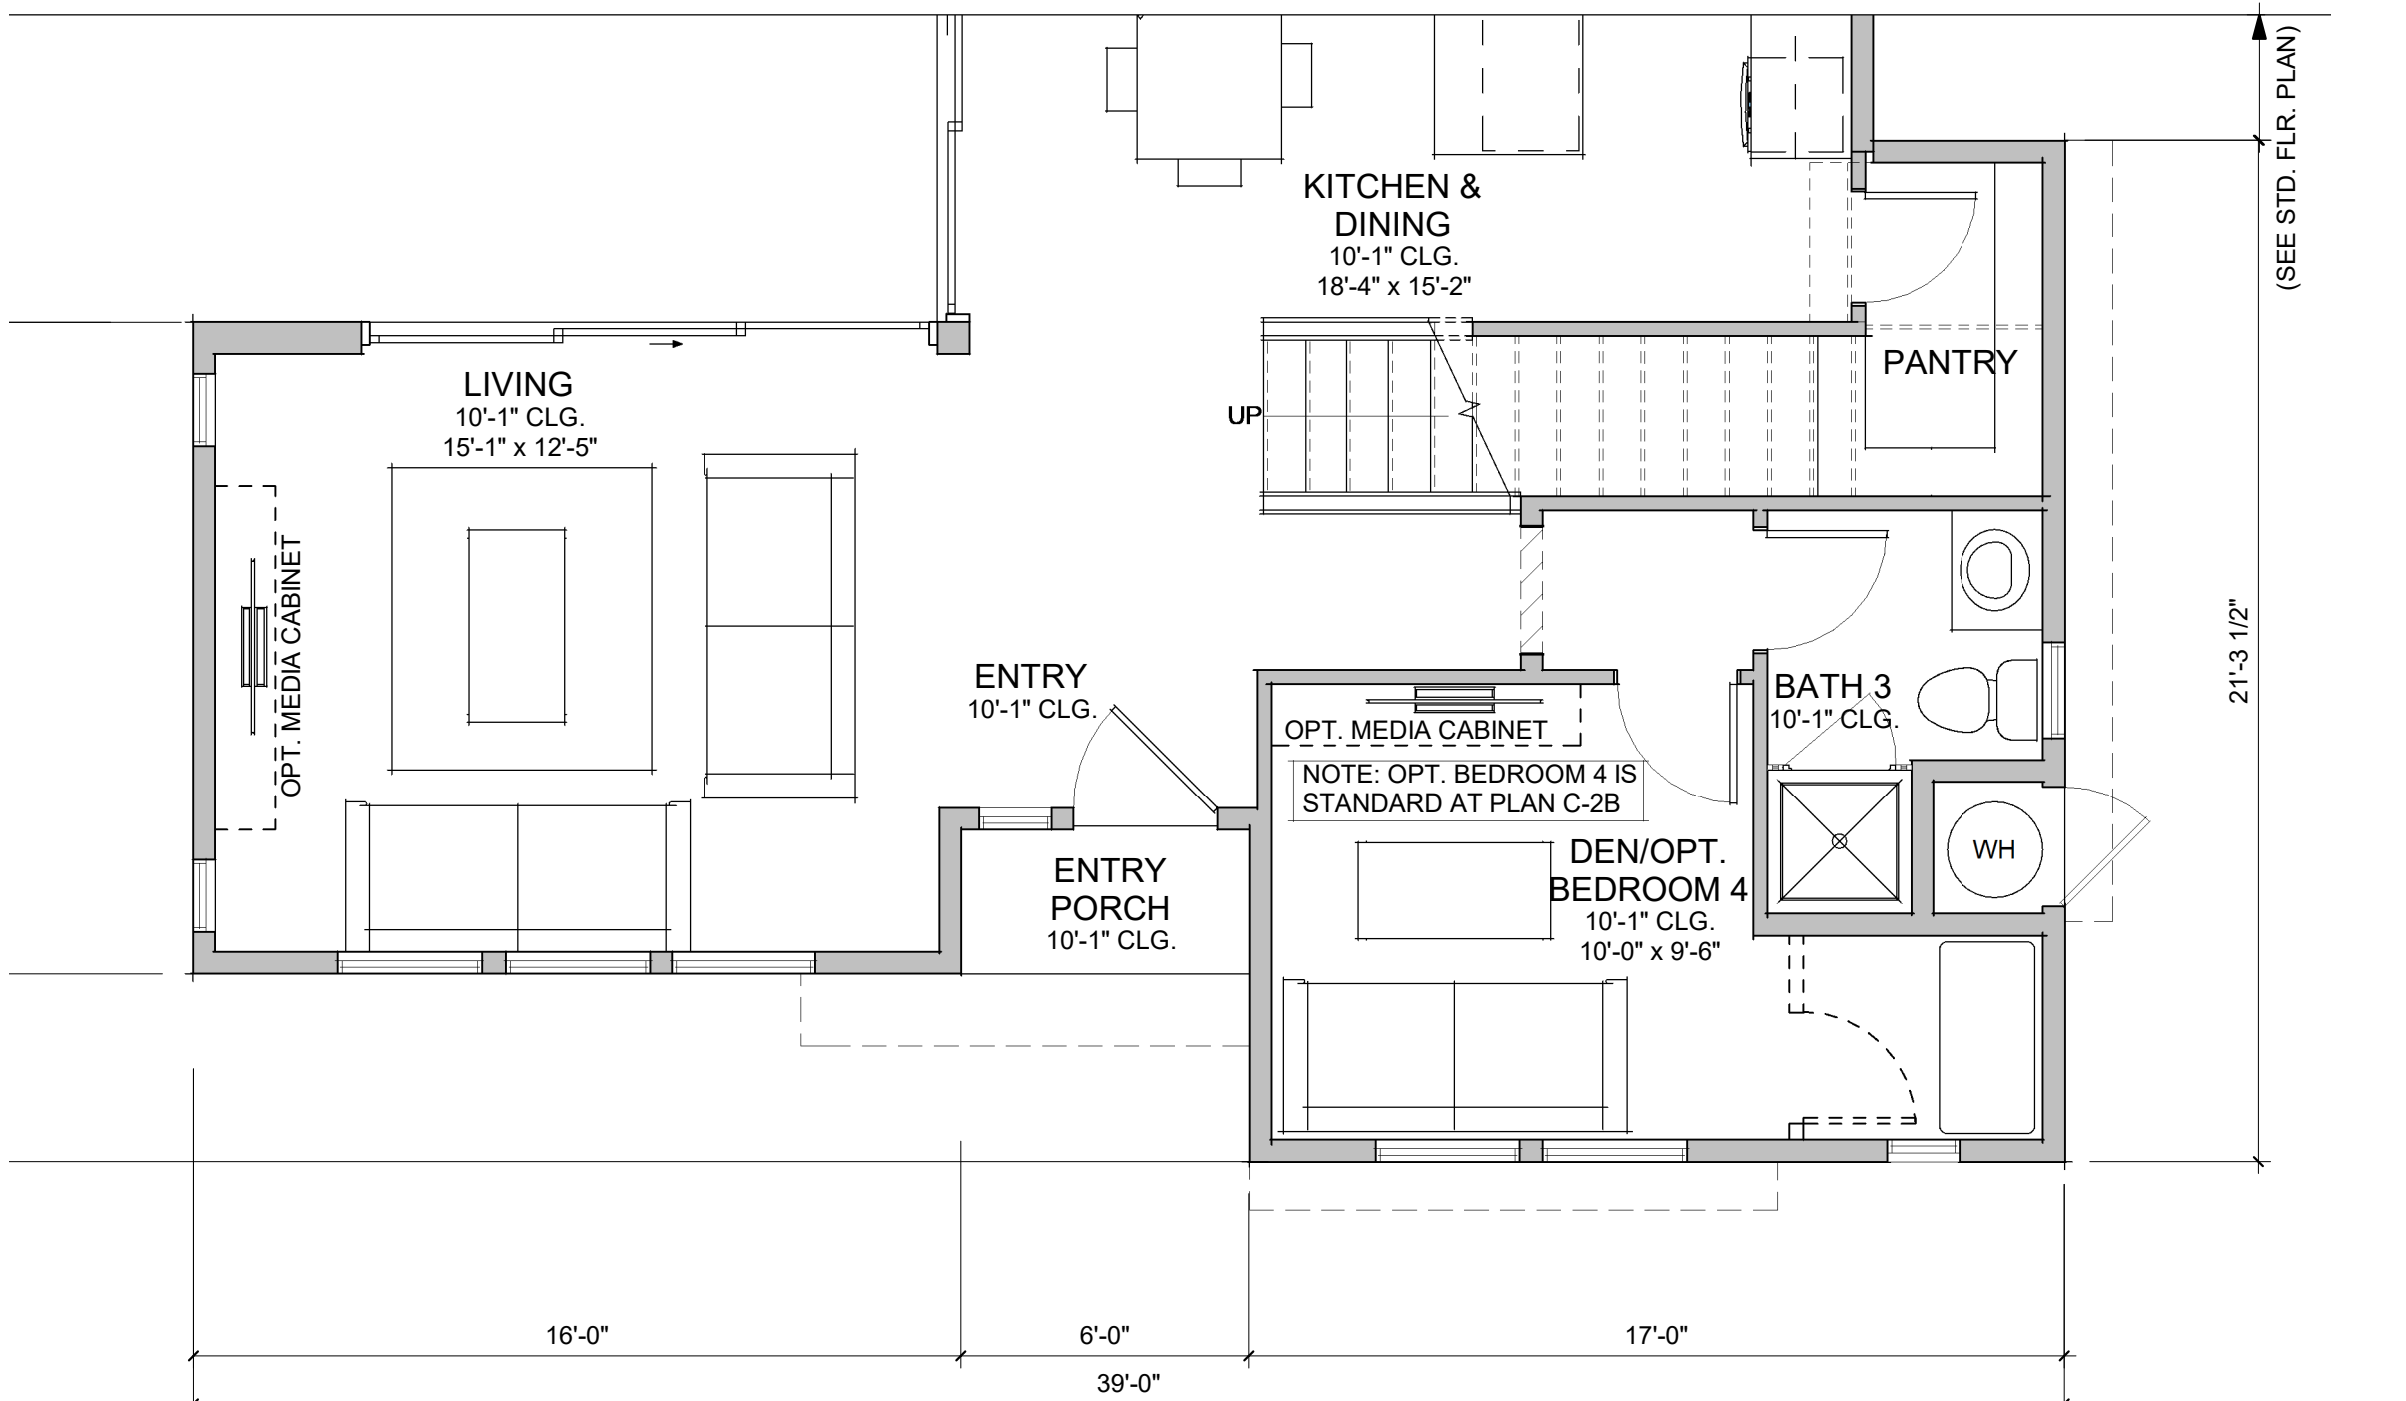 (SEE STD. FLR. PLAN)
KITCHEN &
DINING
10'-1" CLG.
18'-4" x 15'-2"
LIVING
10'-1" CLG.
15'-1" x 12'-5"
PANTRY
UP
OPT. MEDIA CABINET
21'-3 1/2"
ENTRY
10'-1" CLG.
BATH 3
10'-1" CLG.
OPT. MEDIA CABINET
NOTE: OPT. BEDROOM 4 IS
STANDARD AT PLAN C-2B
WH
ENTRY
PORCH
10'-1" CLG.
DEN/OPT.
BEDROOM 4
10'-1" CLG.
10'-0" x 9'-6"
16'-0"
6'-0"
17'-0"
39'-0"